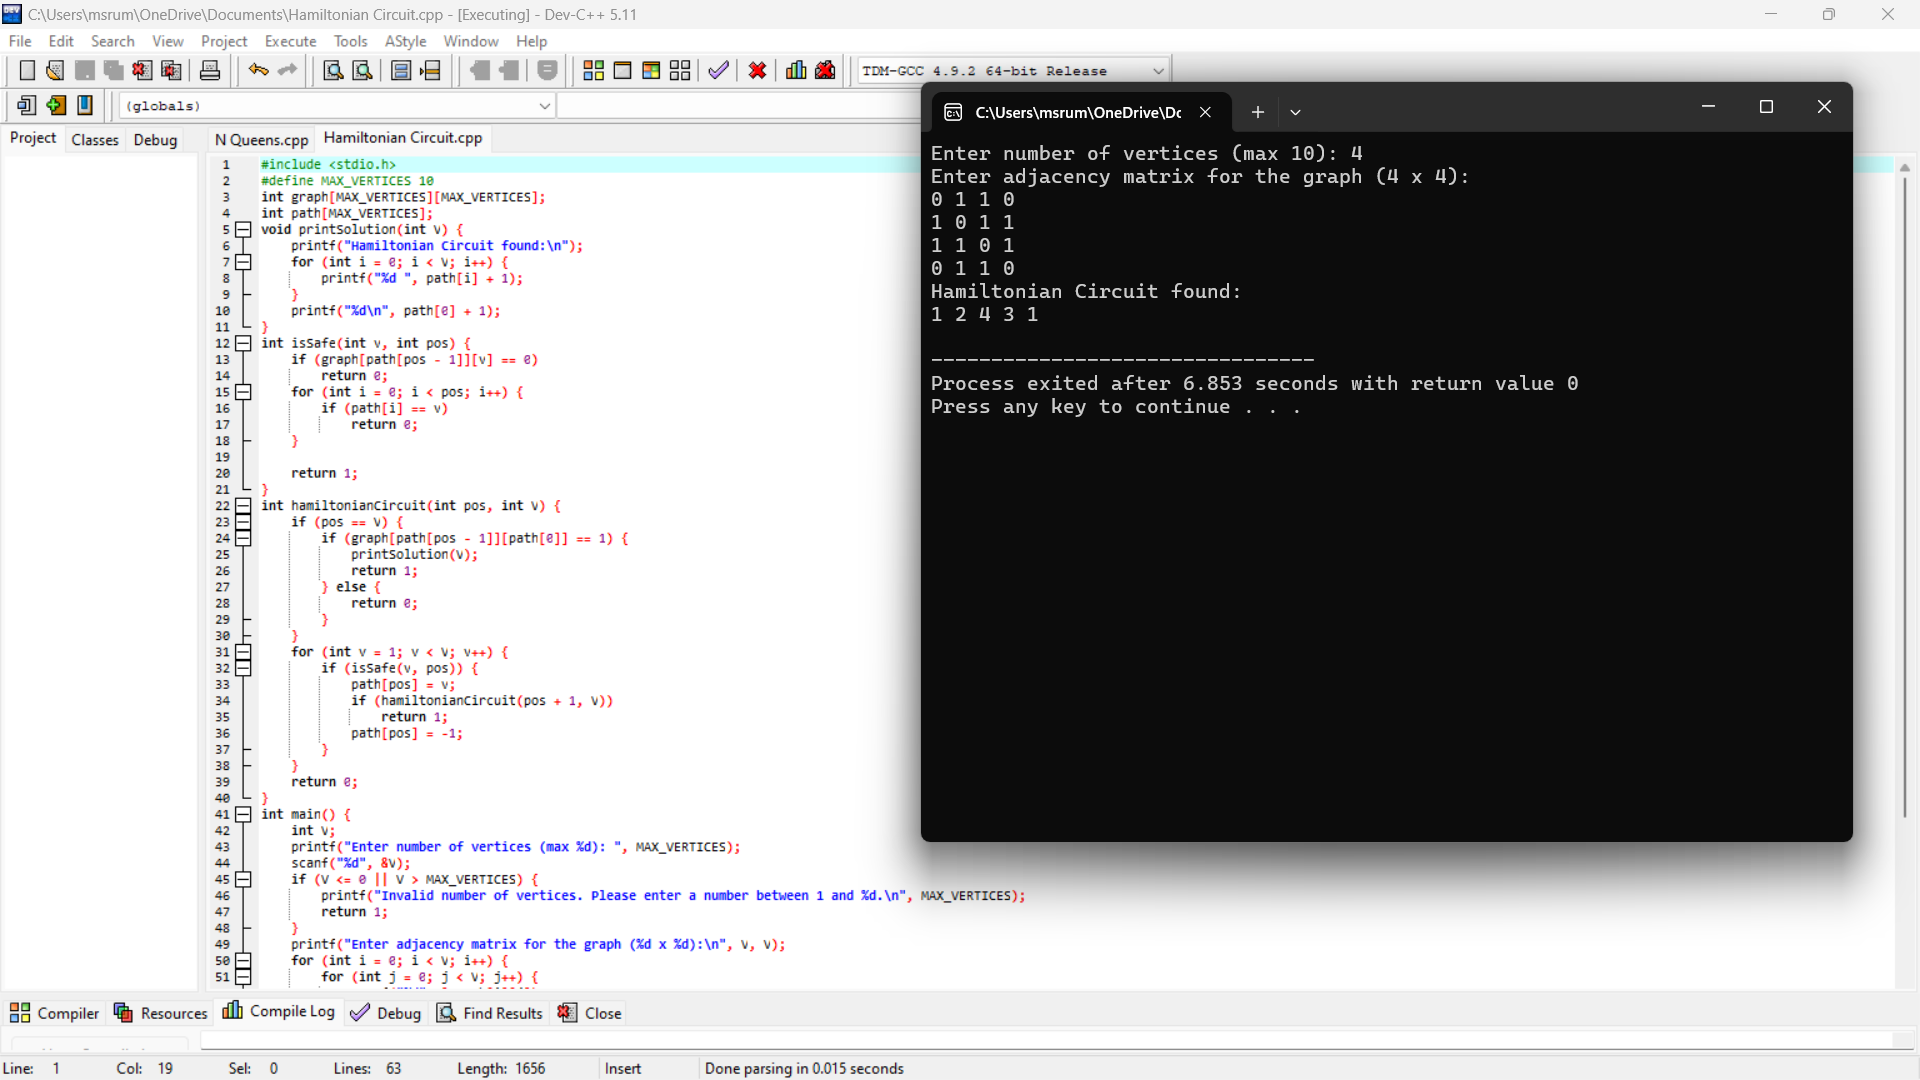 C:\Users\msrum\OneDrive\Documents\Hamiltonian Circuit.cpp - [Executing] - Dev-C++ 5.11
File Edit Search View Project Execute Tools AStyle Window Help
TDM-GCC 4.9.2 64-bit Release
(globals)
Project Classes Debug
N Queens.cpp Hamiltonian Circuit.cpp
1 #include <stdio.h>
2 #define MAX_VERTICES 10
3 int graph[MAX_VERTICES][MAX_VERTICES];
4 int path[MAX_VERTICES];
5 void printSolution(int V) {
6 printf("Hamiltonian Circuit found:\n");
7 for (int i = 0; i < V; i++) {
8 printf("%d ", path[i] + 1);
9 }
10 printf("%d\n", path[0] + 1);
11 }
12 int isSafe(int v, int pos) {
13 if (graph[path[pos - 1]][v] == 0)
14 return 0;
15 for (int i = 0; i < pos; i++) {
16 if (path[i] == v)
17 return 0;
18 }
19
20 return 1;
21 }
22 int hamiltonianCircuit(int pos, int V) {
23 if (pos == V) {
24 if (graph[path[pos - 1]][path[0]] == 1) {
25 printSolution(V);
26 return 1;
27 } else {
28 return 0;
29 }
30 }
31 for (int v = 1; v < V; v++) {
32 if (isSafe(v, pos)) {
33 path[pos] = v;
34 if (hamiltonianCircuit(pos + 1, V))
35 return 1;
36 path[pos] = -1;
37 }
38 }
39 return 0;
40 }
41 int main() {
42 int V;
43 printf("Enter number of vertices (max %d): ", MAX_VERTICES);
44 scanf("%d", &V);
45 if (V <= 0 || V > MAX_VERTICES) {
46 printf("Invalid number of vertices. Please enter a number between 1 and %d.\n", MAX_VERTICES);
47 return 1;
48 }
49 printf("Enter adjacency matrix for the graph (%d x %d):\n", V, V);
50 for (int i = 0; i < V; i++) {
51 for (int j = 0; j < V; j++) {
C:\Users\msrum\OneDrive\Dc
Enter number of vertices (max 10): 4
Enter adjacency matrix for the graph (4 x 4):
0 1 1 0
1 0 1 1
1 1 0 1
0 1 1 0
Hamiltonian Circuit found:
1 2 4 3 1
--------------------------------
Process exited after 6.853 seconds with return value 0
Press any key to continue . . .
Compiler Resources Compile Log Debug Find Results Close
Line: 1 Col: 19 Sel: 0 Lines: 63 Length: 1656 Insert Done parsing in 0.015 seconds